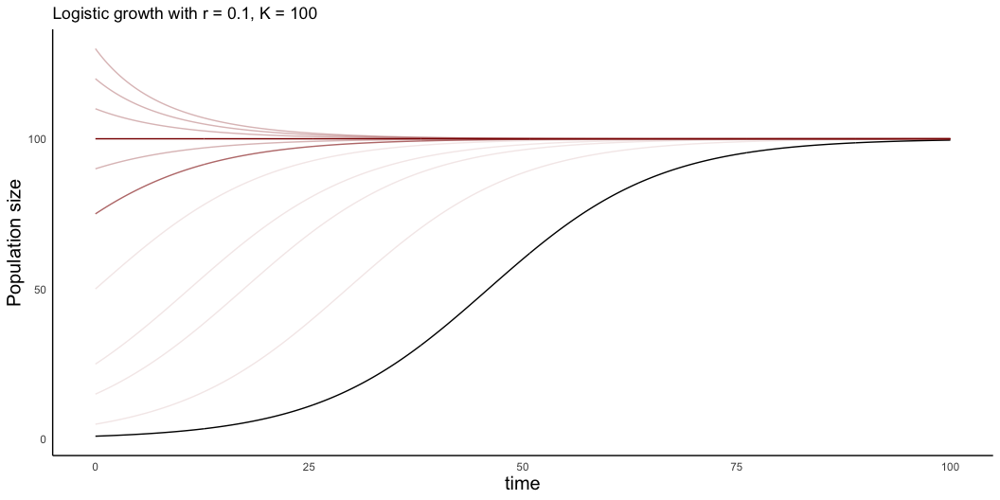 Logistic growth with r = 0.1, K = 100
Population size
100
50
0
0 25 50 75 100
time